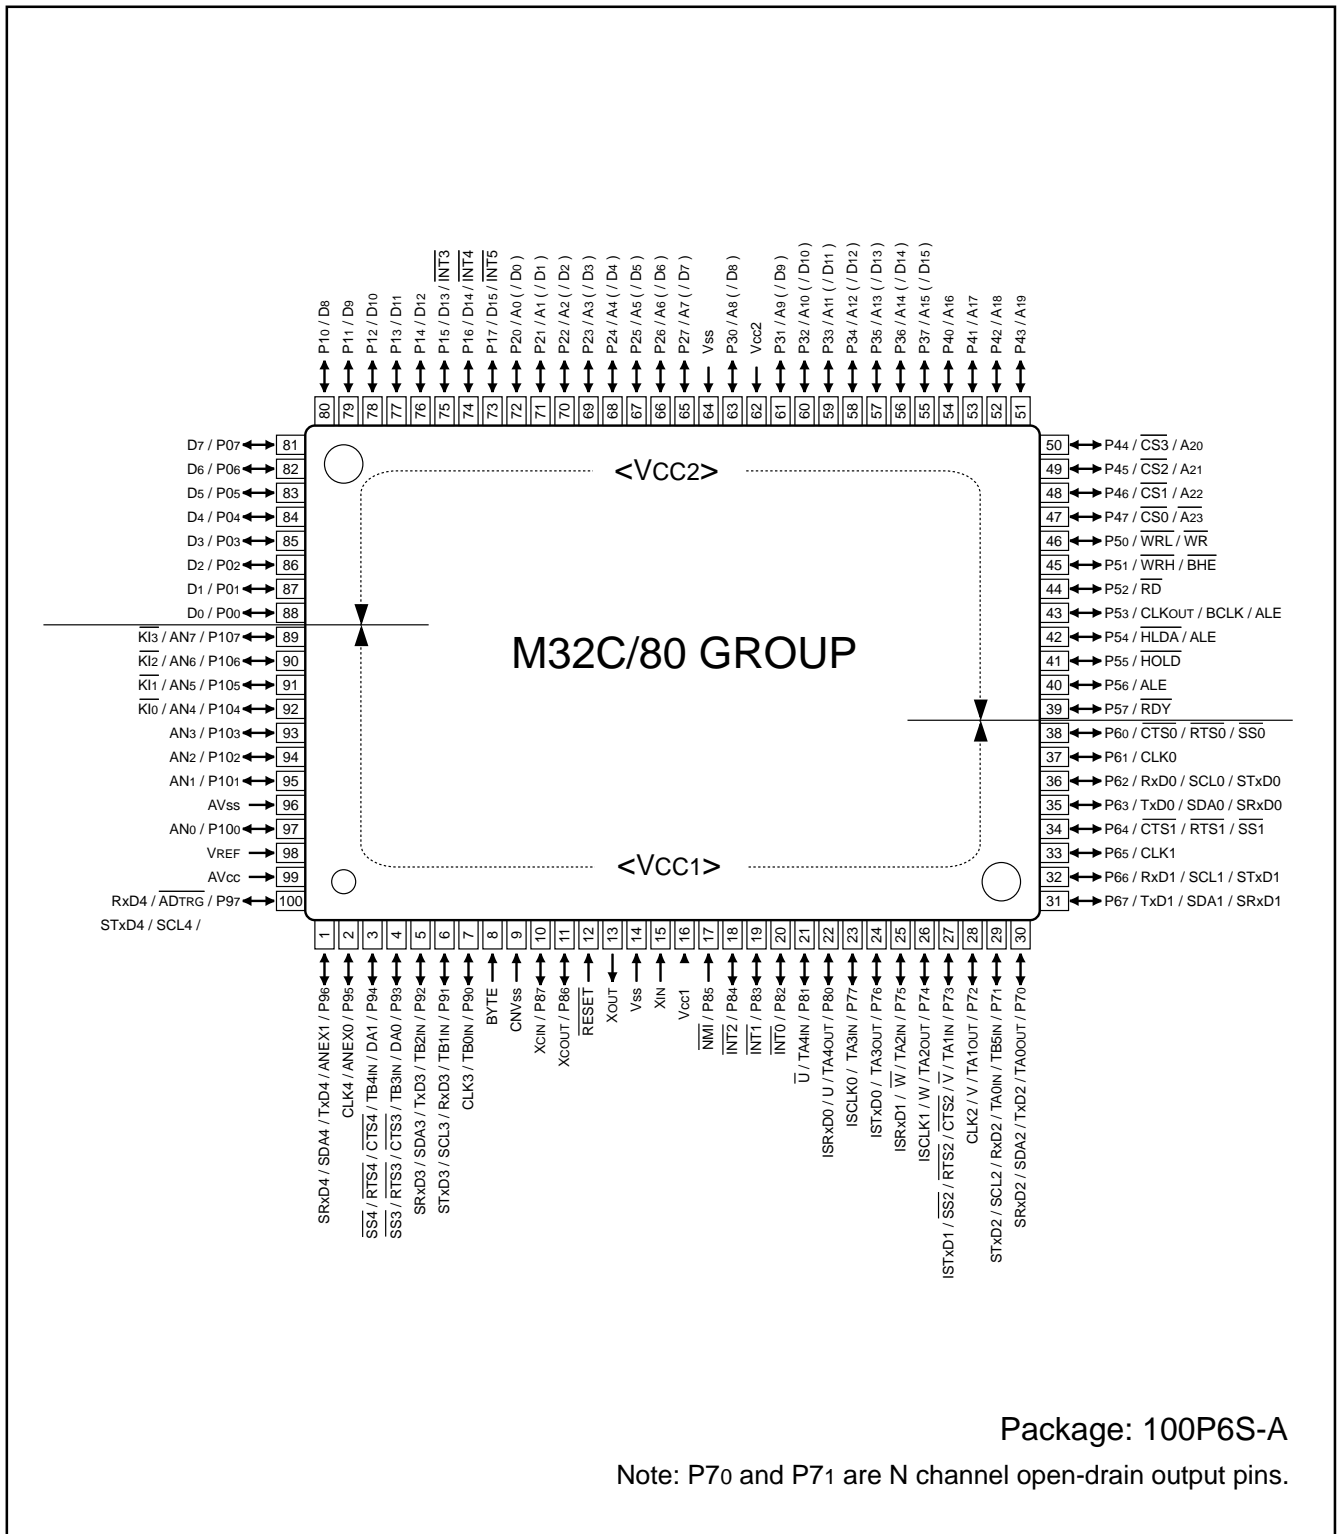 P10 / D8
P11 / D9
P12 / D10
P13 / D11
P14 / D12
P15 / D13 / INT3
P16 / D14 / INT4
P17 / D15 / INT5
P20 / A0 ( / D0 )
P21 / A1 ( / D1 )
P22 / A2 ( / D2 )
P23 / A3 ( / D3 )
P24 / A4 ( / D4 )
P25 / A5 ( / D5 )
P26 / A6 ( / D6 )
P27 / A7 ( / D7 )
Vss
P30 / A8 ( / D8 )
Vcc2
P31 / A9 ( / D9 )
P32 / A10 ( / D10 )
P33 / A11 ( / D11 )
P34 / A12 ( / D12 )
P35 / A13 ( / D13 )
P36 / A14 ( / D14 )
P37 / A15 ( / D15 )
P40 / A16
P41 / A17
P42 / A18
P43 / A19
80 79 78 77 76 75 74 73 72 71 70 69 68 67 66 65 64 63 62 61 60 59 58 57 56 55 54 53 52 51
D7 / P07 81
D6 / P06 82
D5 / P05 83
D4 / P04 84
D3 / P03 85
D2 / P02 86
D1 / P01 87
D0 / P00 88
KI3 / AN7 / P107 89
KI2 / AN6 / P106 90
KI1 / AN5 / P105 91
KI0 / AN4 / P104 92
AN3 / P103 93
AN2 / P102 94
AN1 / P101 95
AVss 96
AN0 / P100 97
VREF 98
AVcc 99
RxD4 / ADTRG / P97 100
STxD4 / SCL4 /
<VCC2>
M32C/80 GROUP
<VCC1>
50 P44 / CS3 / A20
49 P45 / CS2 / A21
48 P46 / CS1 / A22
47 P47 / CS0 / A23
46 P50 / WRL / WR
45 P51 / WRH / BHE
44 P52 / RD
43 P53 / CLKOUT / BCLK / ALE
42 P54 / HLDA / ALE
41 P55 / HOLD
40 P56 / ALE
39 P57 / RDY
38 P60 / CTS0 / RTS0 / SS0
37 P61 / CLK0
36 P62 / RxD0 / SCL0 / STxD0
35 P63 / TxD0 / SDA0 / SRxD0
34 P64 / CTS1 / RTS1 / SS1
33 P65 / CLK1
32 P66 / RxD1 / SCL1 / STxD1
31 P67 / TxD1 / SDA1 / SRxD1
1 2 3 4 5 6 7 8 9 10 11 12 13 14 15 16 17 18 19 20 21 22 23 24 25 26 27 28 29 30
SRxD4 / SDA4 / TxD4 / ANEX1 / P96
CLK4 / ANEX0 / P95
SS4 / RTS4 / CTS4 / TB4IN / DA1 / P94
SS3 / RTS3 / CTS3 / TB3IN / DA0 / P93
SRxD3 / SDA3 / TxD3 / TB2IN / P92
STxD3 / SCL3 / RxD3 / TB1IN / P91
CLK3 / TB0IN / P90
BYTE
CNVss
XCIN / P87
XCOUT / P86
RESET
XOUT
Vss
XIN
Vcc1
NMI / P85
INT2 / P84
INT1 / P83
INT0 / P82
U / TA4IN / P81
ISRxD0 / U / TA4OUT / P80
ISCLK0 / TA3IN / P77
ISTxD0 / TA3OUT / P76
ISRxD1 / W / TA2IN / P75
ISCLK1 / W / TA2OUT / P74
ISTxD1 / SS2 / RTS2 / CTS2 / V / TA1IN / P73
CLK2 / V / TA1OUT / P72
STxD2 / SCL2 / RxD2 / TA0IN / TB5IN / P71
SRxD2 / SDA2 / TxD2 / TA0OUT / P70
Package: 100P6S-A
Note: P70 and P71 are N channel open-drain output pins.